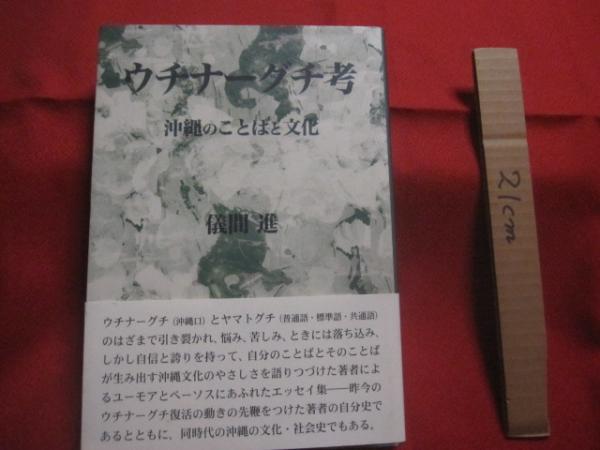 ウチナーグチ考
沖縄のことばと文化
儀間 進
ウチナーグチ(沖縄口)とヤマトグチ(普通語・標準語・共通語)
のはざまで引き裂かれ、悩み、苦しみ、ときには落ち込み、
しかし自信と誇りを持って、自分のことばとそのことば
が生み出す沖縄文化のやさしさを語りつづけた著者によ
るユーモアとペーソスにあふれたエッセイ集――昨今の
ウチナーグチ復活の動きの先鞭をつけた著者の自分史で
あるとともに、同時代の沖縄の文化・社会史でもある。
21cm